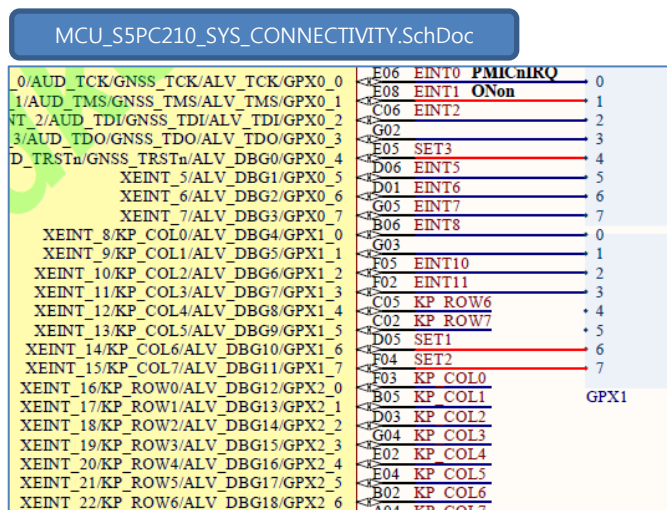 MCU_S5PC210_SYS_CONNECTIVITY.SchDoc
_0/AUD_TCK/GNSS_TCK/ALV_TCK/GPX0_0 E06 EINT0 PMICnIRQ 0
_1/AUD_TMS/GNSS_TMS/ALV_TMS/GPX0_1 E08 EINT1 ONon 1
NT_2/AUD_TDI/GNSS_TDI/ALV_TDI/GPX0_2 C06 EINT2 2
_3/AUD_TDO/GNSS_TDO/ALV_TDO/GPX0_3 G02 3
D_TRSTn/GNSS_TRSTn/ALV_DBG0/GPX0_4 E05 SET3 4
XEINT_5/ALV_DBG1/GPX0_5 D06 EINT5 5
XEINT_6/ALV_DBG2/GPX0_6 D01 EINT6 6
XEINT_7/ALV_DBG3/GPX0_7 G05 EINT7 7
XEINT_8/KP_COL0/ALV_DBG4/GPX1_0 B06 EINT8 0
XEINT_9/KP_COL1/ALV_DBG5/GPX1_1 G03 1
XEINT_10/KP_COL2/ALV_DBG6/GPX1_2 F05 EINT10 2
XEINT_11/KP_COL3/ALV_DBG7/GPX1_3 F02 EINT11 3
XEINT_12/KP_COL4/ALV_DBG8/GPX1_4 C05 KP_ROW6 4
XEINT_13/KP_COL5/ALV_DBG9/GPX1_5 C02 KP_ROW7 5
XEINT_14/KP_COL6/ALV_DBG10/GPX1_6 D05 SET1 6
XEINT_15/KP_COL7/ALV_DBG11/GPX1_7 F04 SET2 7
XEINT_16/KP_ROW0/ALV_DBG12/GPX2_0 F03 KP_COL0
XEINT_17/KP_ROW1/ALV_DBG13/GPX2_1 B05 KP_COL1 GPX1
XEINT_18/KP_ROW2/ALV_DBG14/GPX2_2 D03 KP_COL2
XEINT_19/KP_ROW3/ALV_DBG15/GPX2_3 G04 KP_COL3
XEINT_20/KP_ROW4/ALV_DBG16/GPX2_4 E02 KP_COL4
XEINT_21/KP_ROW5/ALV_DBG17/GPX2_5 E04 KP_COL5
XEINT_22/KP_ROW6/ALV_DBG18/GPX2_6 B02 KP_COL6
A04 KP_COL7